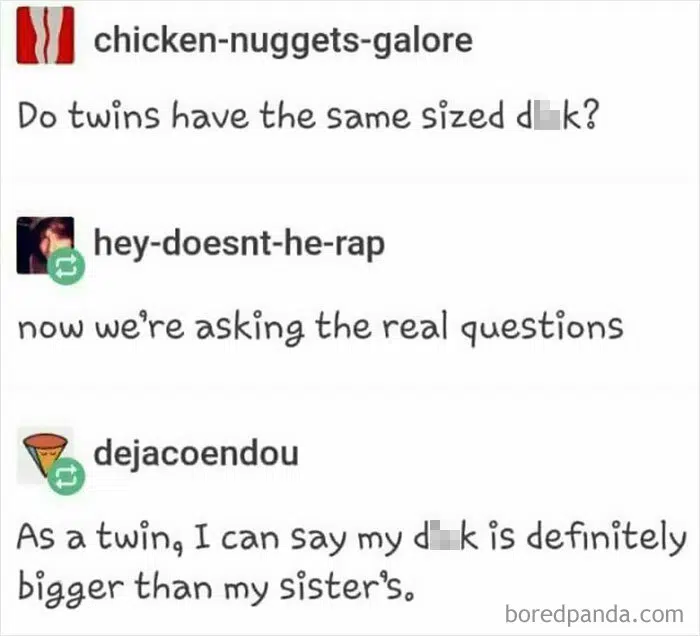 chicken-nuggets-galore
Do twins have the same sized d k?
hey-doesnt-he-rap
now we're asking the real questions
dejacoendou
As a twin, I can say my d k is definitely
bigger than my sister's.
boredpanda.com